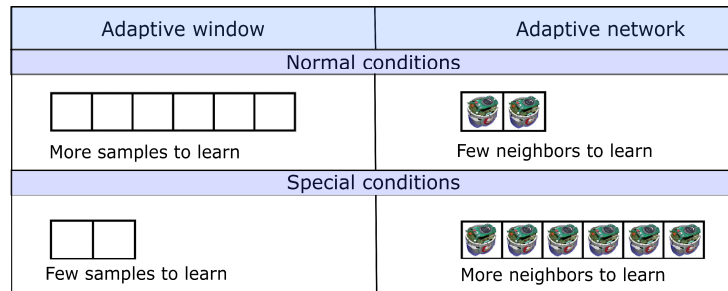 Adaptive window
Adaptive network
Normal conditions
More samples to learn
Few neighbors to learn
Special conditions
Few samples to learn
More neighbors to learn